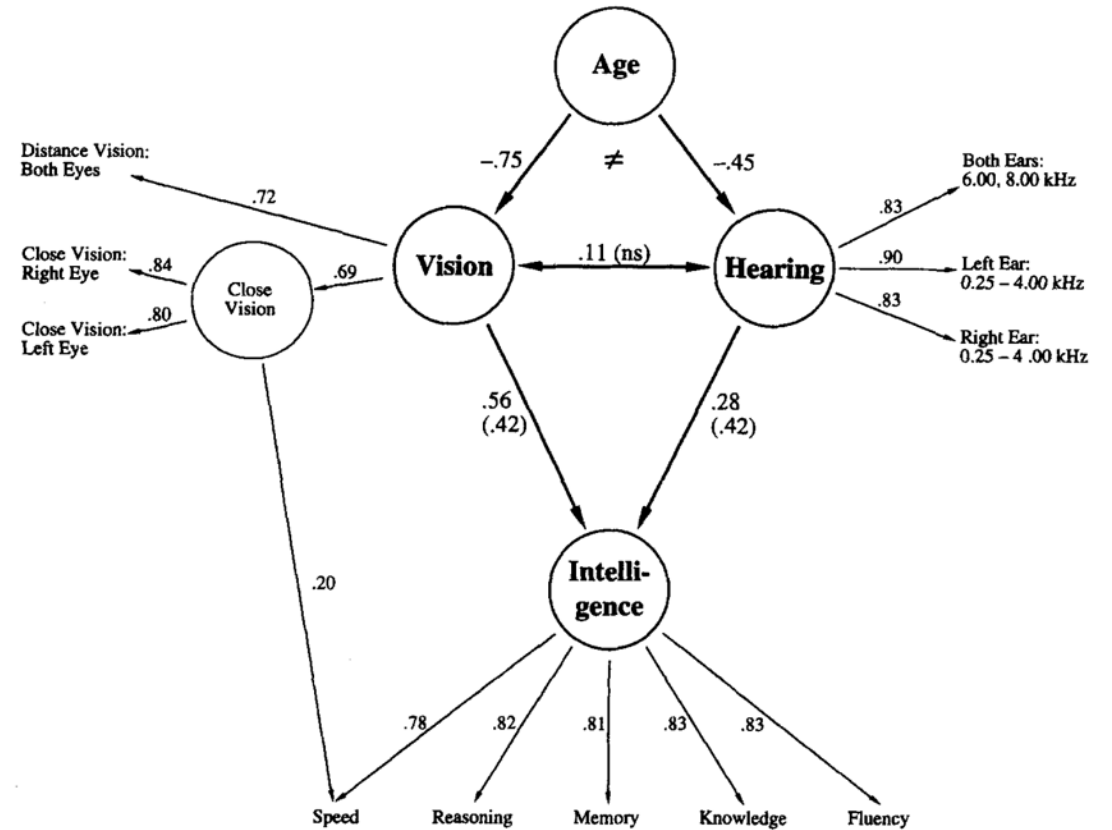 Age
Distance Vision:
Both Eyes
–.75
≠
–.45
Both Ears:
6.00, 8.00 kHz
.72
.83
Close Vision:
Right Eye
.84
Close
Vision
.69
Vision
.11 (ns)
Hearing
.90
Left Ear:
0.25 – 4.00 kHz
.80
Close Vision:
Left Eye
.83
Right Ear:
0.25 – 4 .00 kHz
.56
(.42)
.28
(.42)
.20
Intelli-
gence
.78
.82
.81
.83
.83
Speed
Reasoning
Memory
Knowledge
Fluency